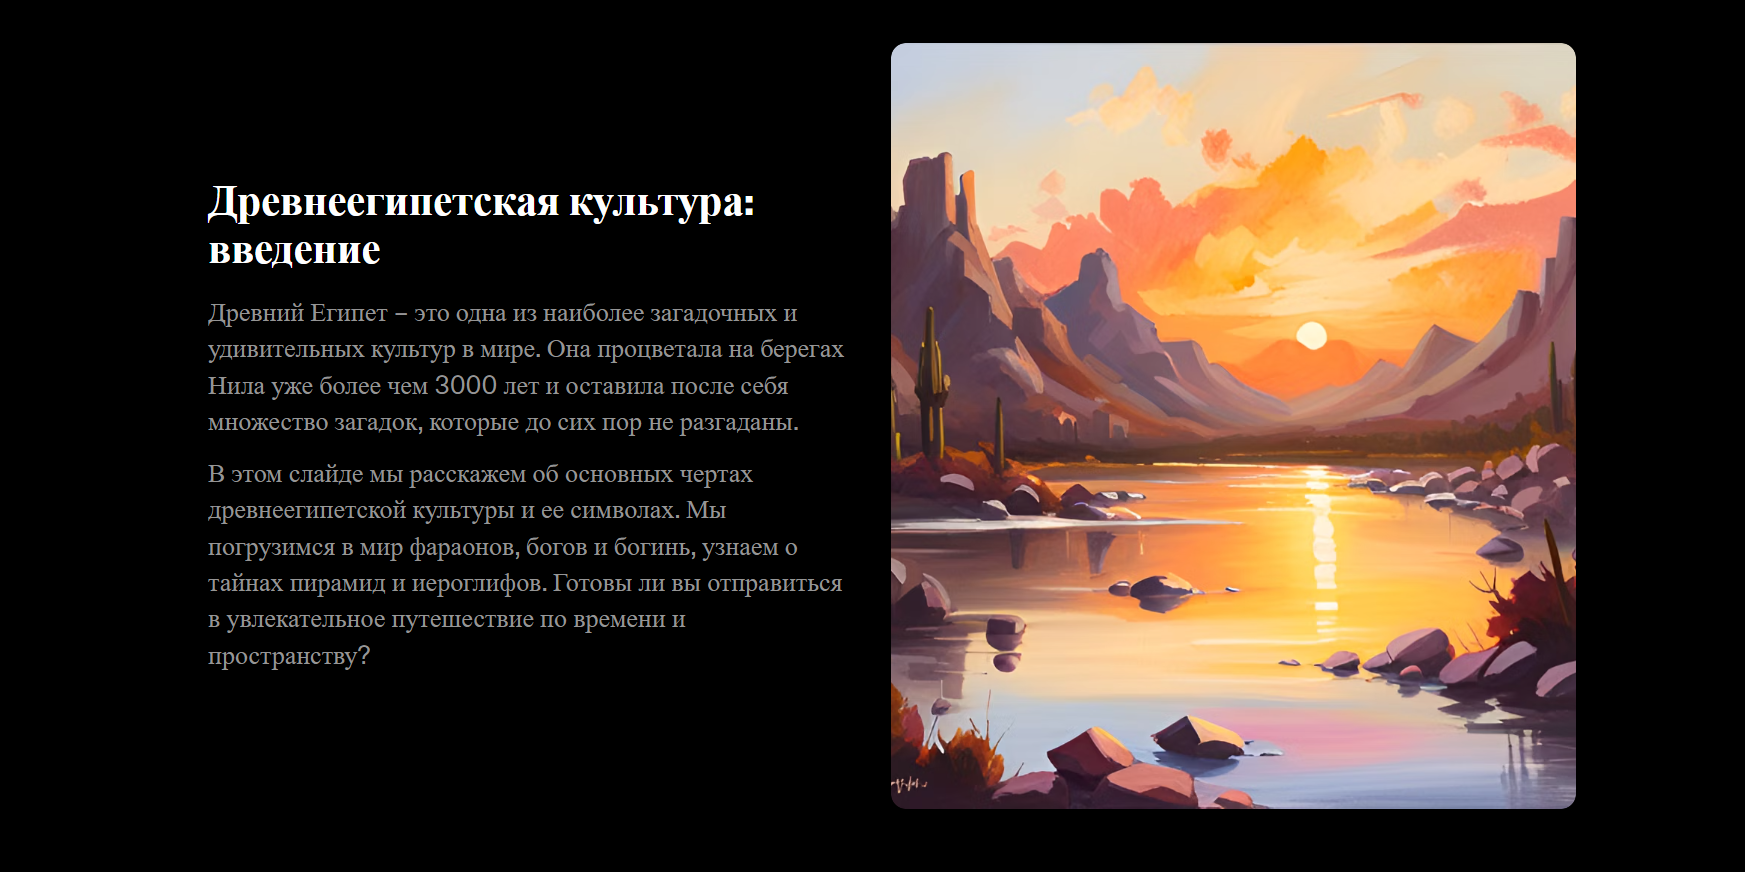 Древнеегипетская культура:
введение
Древний Египет – это одна из наиболее загадочных и
удивительных культур в мире. Она процветала на берегах
Нила уже более чем 3000 лет и оставила после себя
множество загадок, которые до сих пор не разгаданы.
В этом слайде мы расскажем об основных чертах
древнеегипетской культуры и ее символах. Мы
погрузимся в мир фараонов, богов и богинь, узнаем о
тайнах пирамид и иероглифов. Готовы ли вы отправиться
в увлекательное путешествие по времени и
пространству?